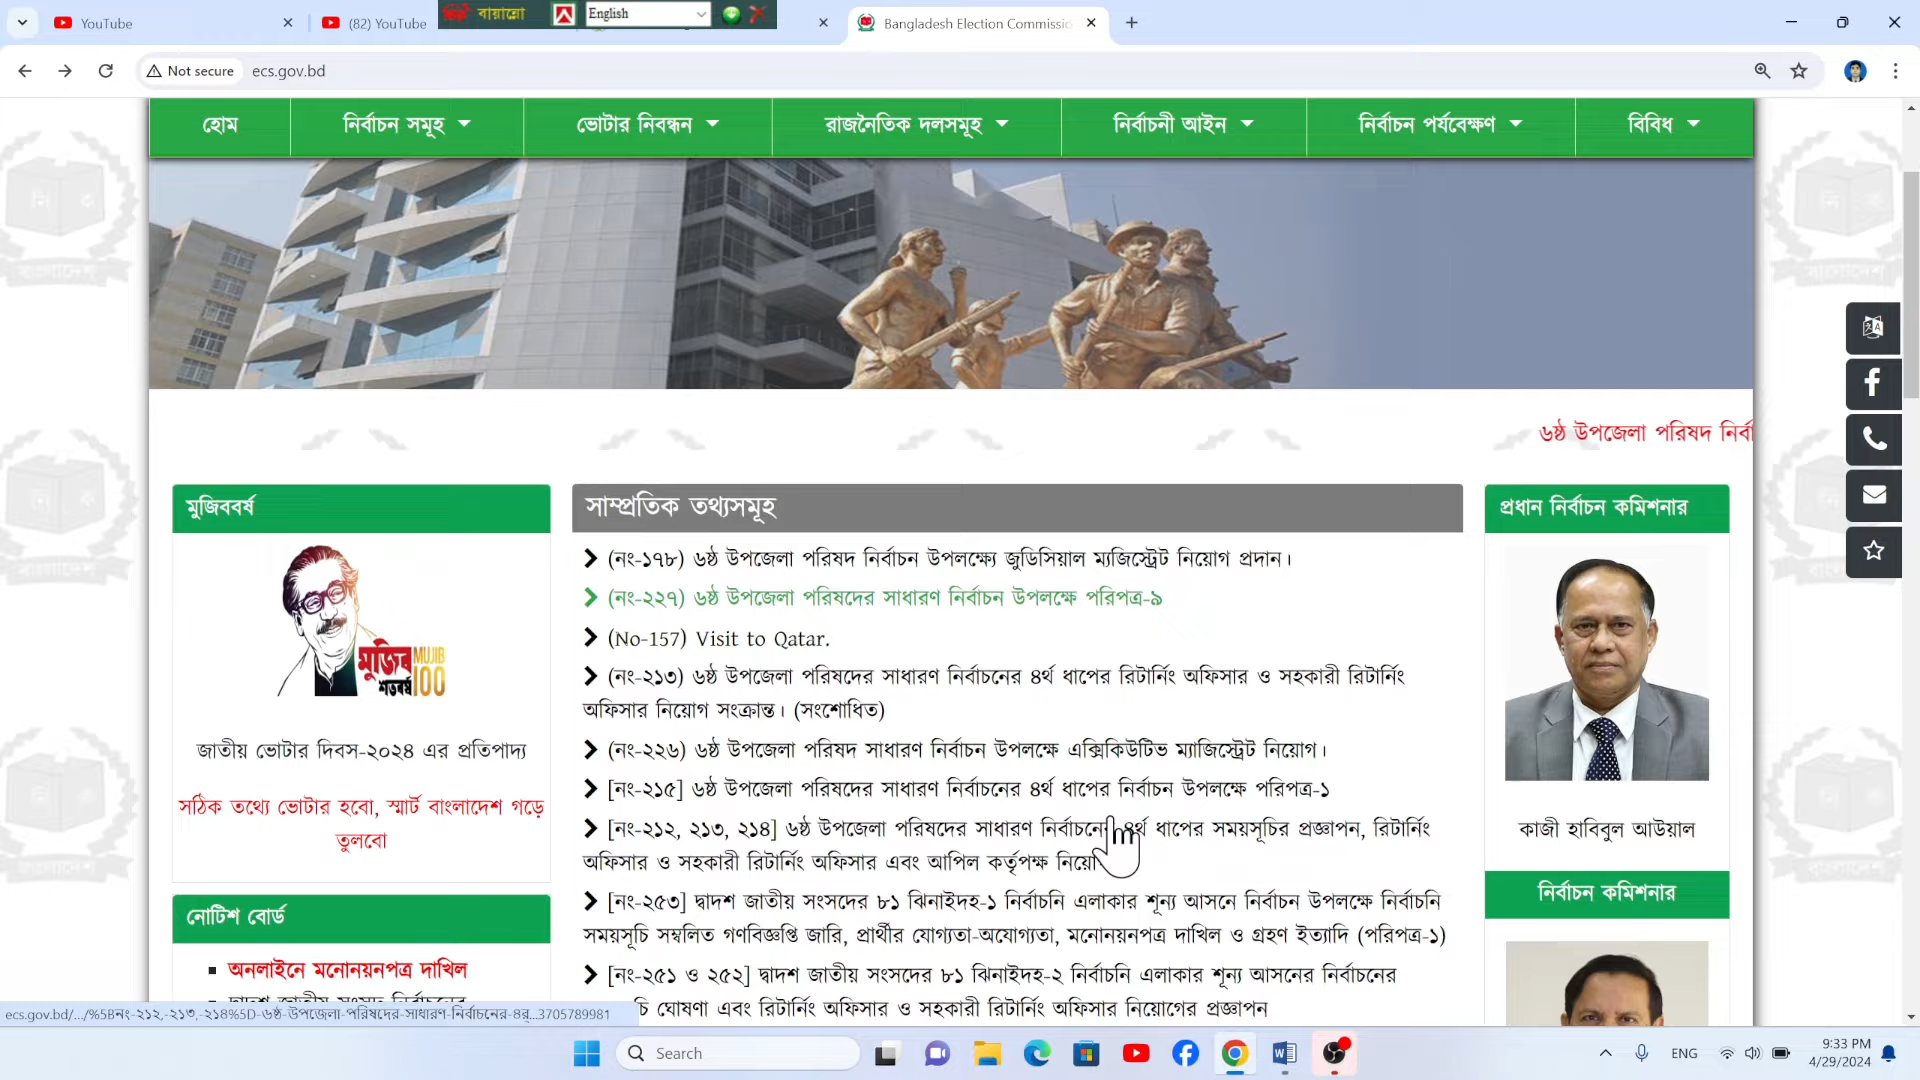 YouTube
(82) YouTube
বায়ান্নো
English
Bangladesh Election Commissio
Not secure
ecs.gov.bd
হোম
নির্বাচন সমূহ
ভোটার নিবন্ধন
রাজনৈতিক দলসমূহ
নির্বাচনী আইন
নির্বাচন পর্যবেক্ষণ
বিবিধ
৬ষ্ঠ উপজেলা পরিষদ নির্বা
মুজিববর্ষ
মুজিব
শতবর্ষ
MUJIB
100
জাতীয় ভোটার দিবস-২০২৪ এর প্রতিপাদ্য
সঠিক তথ্যে ভোটার হবো, স্মার্ট বাংলাদেশ গড়ে
তুলবো
নোটিশ বোর্ড
অনলাইনে মনোনয়নপত্র দাখিল
সাম্প্রতিক তথ্যসমূহ
(নং-১৭৮) ৬ষ্ঠ উপজেলা পরিষদ নির্বাচন উপলক্ষ্যে জুডিসিয়াল ম্যজিস্ট্রেট নিয়োগ প্রদান।
(নং-২২৭) ৬ষ্ঠ উপজেলা পরিষদের সাধারণ নির্বাচন উপলক্ষে পরিপত্র-৯
(No-157) Visit to Qatar.
(নং-২১৩) ৬ষ্ঠ উপজেলা পরিষদের সাধারণ নির্বাচনের ৪র্থ ধাপের রিটার্নিং অফিসার ও সহকারী রিটার্নিং
অফিসার নিয়োগ সংক্রান্ত। (সংশোধিত)
(নং-২২৬) ৬ষ্ঠ উপজেলা পরিষদ সাধারণ নির্বাচন উপলক্ষে এক্সিকিউটিভ ম্যাজিস্ট্রেট নিয়োগ।
[নং-২১৫] ৬ষ্ঠ উপজেলা পরিষদের সাধারণ নির্বাচনের ৪র্থ ধাপের নির্বাচন উপলক্ষে পরিপত্র-১
[নং-২১২, ২১৩, ২১৪] ৬ষ্ঠ উপজেলা পরিষদের সাধারণ নির্বাচনের ৪র্থ ধাপের সময়সূচির প্রজ্ঞাপন, রিটার্নিং
অফিসার ও সহকারী রিটার্নিং অফিসার এবং আপিল কর্তৃপক্ষ নিয়ো
[নং-২৫৩] দ্বাদশ জাতীয় সংসদের ৮১ ঝিনাইদহ-১ নির্বাচনি এলাকার শূন্য আসনে নির্বাচন উপলক্ষে নির্বাচনি
সময়সূচি সম্বলিত গণবিজ্ঞপ্তি জারি, প্রার্থীর যোগ্যতা-অযোগ্যতা, মনোনয়নপত্র দাখিল ও গ্রহণ ইত্যাদি (পরিপত্র-১)
[নং-২৫১ ও ২৫২] দ্বাদশ জাতীয় সংসদের ৮১ ঝিনাইদহ-২ নির্বাচনি এলাকার শূন্য আসনের নির্বাচনের
চি ঘোষণা এবং রিটার্নিং অফিসার ও সহকারী রিটার্নিং অফিসার নিয়োগের প্রজ্ঞাপন
প্রধান নির্বাচন কমিশনার
কাজী হাবিবুল আউয়াল
নির্বাচন কমিশনার
ecs.gov.bd/.../%5Bনং-২১২,-২১৩,-২১৪%5D-৬ষ্ঠ-উপজেলা-পরিষদের-সাধারণ-নির্বাচনের-৪র্...3705789981
Search
ENG
9:33 PM
4/29/2024